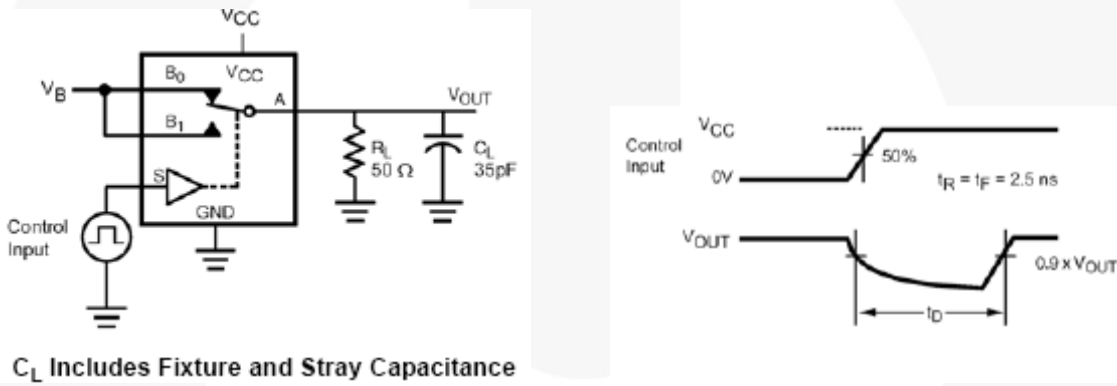 VCC
VB
B0
VCC
A
VOUT
B1
RL
50 Ω
CL
35pF
S
GND
Control
Input
CL Includes Fixture and Stray Capacitance
Control
Input
VCC
50%
0V
tR = tF = 2.5 ns
VOUT
0.9 x VOUT
tD